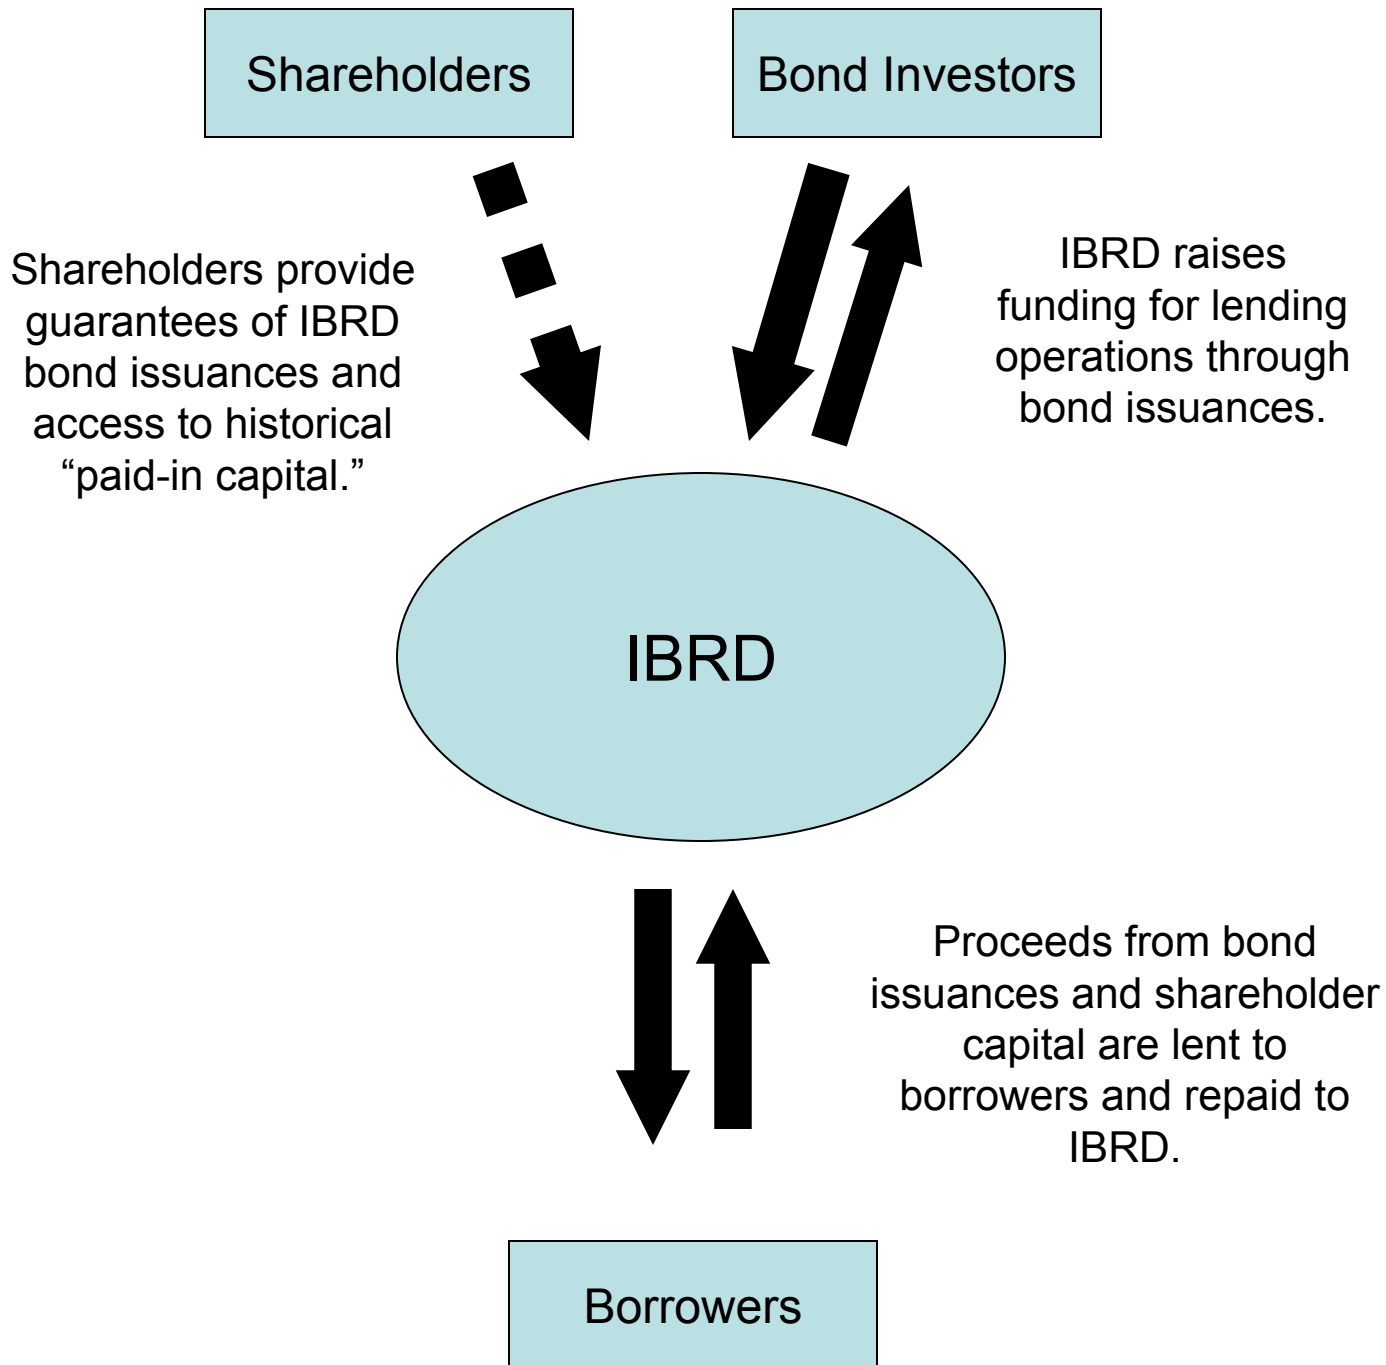 Shareholders
Bond Investors
Shareholders provide
guarantees of IBRD
bond issuances and
access to historical
“paid-in capital.”
IBRD raises
funding for lending
operations through
bond issuances.
IBRD
Proceeds from bond
issuances and shareholder
capital are lent to
borrowers and repaid to
IBRD.
Borrowers